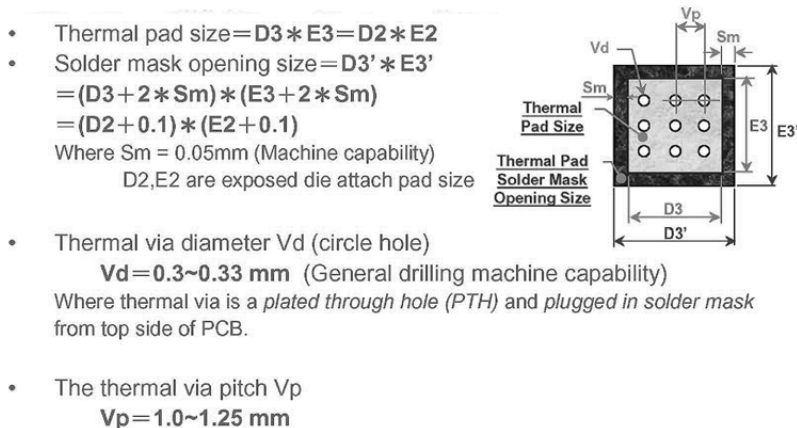 • Thermal pad size＝D3＊E3＝D2＊E2
• Solder mask opening size＝D3'＊E3'
＝(D3＋2＊Sm)＊(E3＋2＊Sm)
＝(D2＋0.1)＊(E2＋0.1)
Where Sm = 0.05mm (Machine capability)
D2,E2 are exposed die attach pad size
Vp
Sm
Vd
Sm
Thermal
Pad Size
E3
E3'
Thermal Pad
Solder Mask
Opening Size
D3
D3'
• Thermal via diameter Vd (circle hole)
Vd＝0.3~0.33 mm (General drilling machine capability)
Where thermal via is a plated through hole (PTH) and plugged in solder mask
from top side of PCB.
• The thermal via pitch Vp
Vp＝1.0~1.25 mm